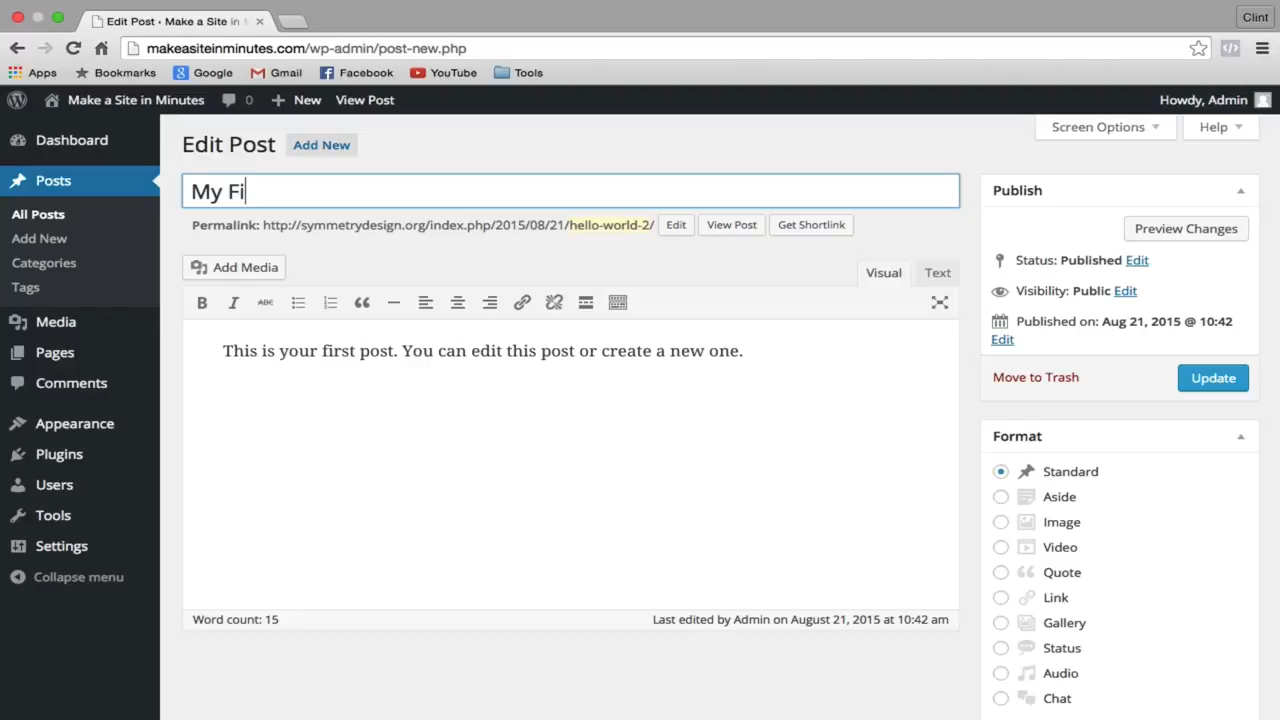 Edit Post ‹ Make a Site in M
Clint
makeasiteinminutes.com/wp-admin/post-new.php
Apps Bookmarks Google Gmail Facebook YouTube Tools
Make a Site in Minutes 0 New View Post Howdy, Admin
Screen Options Help
Dashboard
Posts
All Posts
Add New
Categories
Tags
Media
Pages
Comments
Appearance
Plugins
Users
Tools
Settings
Collapse menu
Edit Post Add New
My Fi
Permalink: http://symmetrydesign.org/index.php/2015/08/21/hello-world-2/ Edit View Post Get Shortlink
Add Media
Visual Text
B I ABC
This is your first post. You can edit this post or create a new one.
Word count: 15 Last edited by Admin on August 21, 2015 at 10:42 am
Publish
Preview Changes
Status: Published Edit
Visibility: Public Edit
Published on: Aug 21, 2015 @ 10:42
Edit
Move to Trash Update
Format
Standard
Aside
Image
Video
Quote
Link
Gallery
Status
Audio
Chat